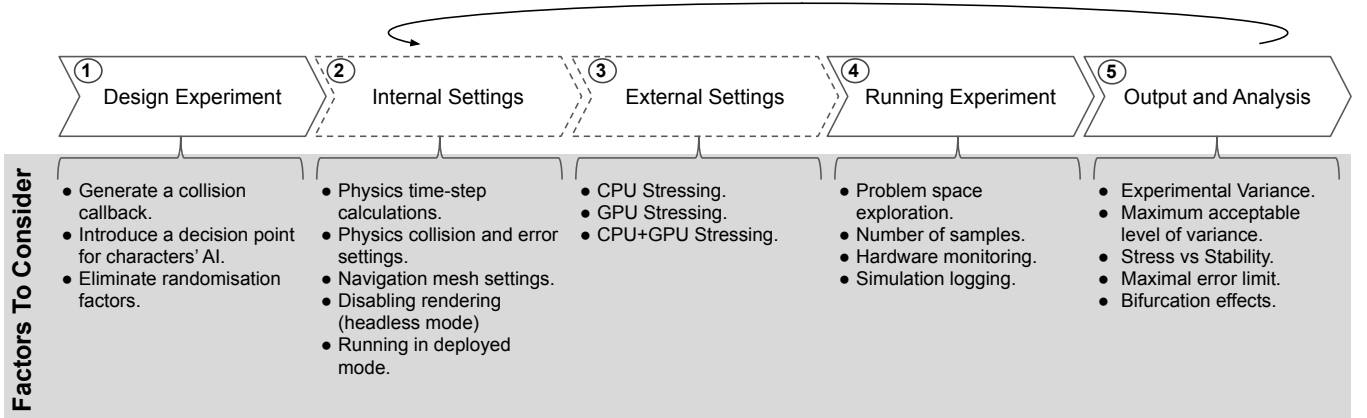 1
Design Experiment
2
Internal Settings
3
External Settings
4
Running Experiment
5
Output and Analysis
Factors To Consider
● Generate a collision
callback.
● Introduce a decision point
for characters' AI.
● Eliminate randomisation
factors.
● Physics time-step
calculations.
● Physics collision and error
settings.
● Navigation mesh settings.
● Disabling rendering
(headless mode)
● Running in deployed
mode.
● CPU Stressing.
● GPU Stressing.
● CPU+GPU Stressing.
● Problem space
exploration.
● Number of samples.
● Hardware monitoring.
● Simulation logging.
● Experimental Variance.
● Maximum acceptable
level of variance.
● Stress vs Stability.
● Maximal error limit.
● Bifurcation effects.